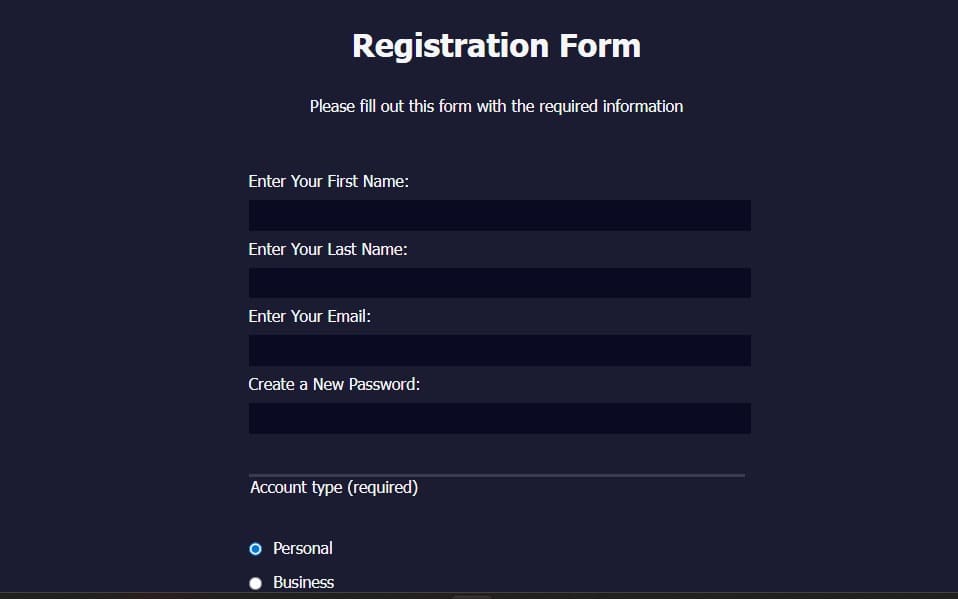 Registration Form
Please fill out this form with the required information
Enter Your First Name:
Enter Your Last Name:
Enter Your Email:
Create a New Password:
Account type (required)
Personal
Business